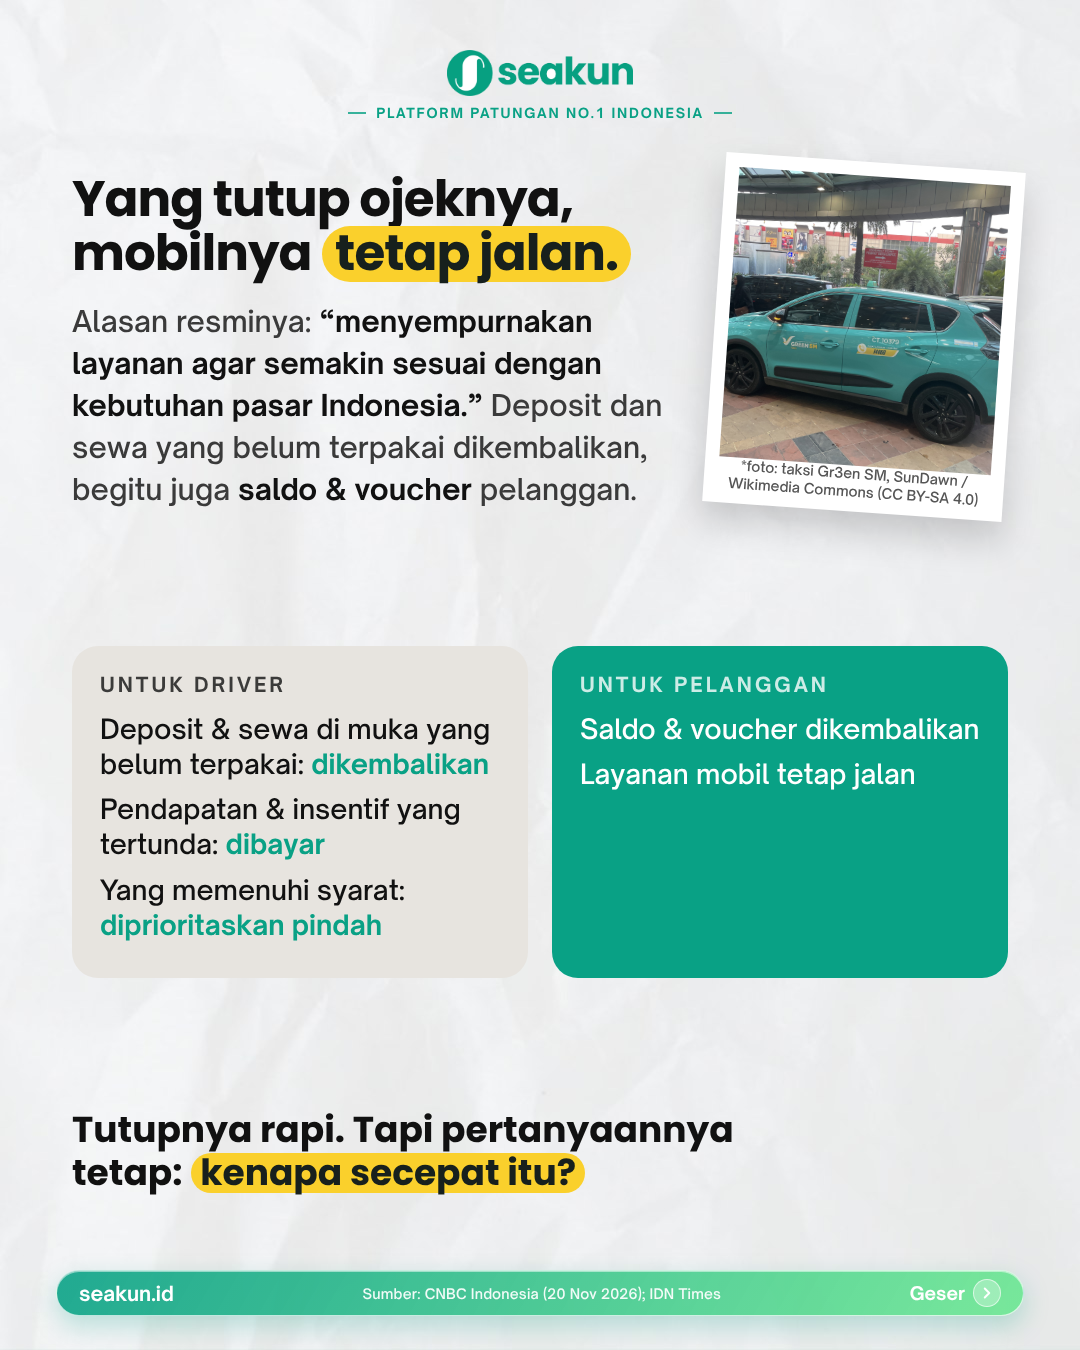 seakun
PLATFORM PATUNGAN NO.1 INDONESIA
Yang tutup ojeknya,
mobilnya tetap jalan.
Alasan resminya: “menyempurnakan
layanan agar semakin sesuai dengan
kebutuhan pasar Indonesia.” Deposit dan
sewa yang belum terpakai dikembalikan,
begitu juga saldo & voucher pelanggan.
GREEN SM
*foto: taksi Gr3en SM, SunDawn /
Wikimedia Commons (CC BY-SA 4.0)
UNTUK DRIVER
Deposit & sewa di muka yang
belum terpakai: dikembalikan
Pendapatan & insentif yang
tertunda: dibayar
Yang memenuhi syarat:
diprioritaskan pindah
UNTUK PELANGGAN
Saldo & voucher dikembalikan
Layanan mobil tetap jalan
Tutupnya rapi. Tapi pertanyaannya
tetap: kenapa secepat itu?
seakun.id
Sumber: CNBC Indonesia (20 Nov 2026); IDN Times
Geser